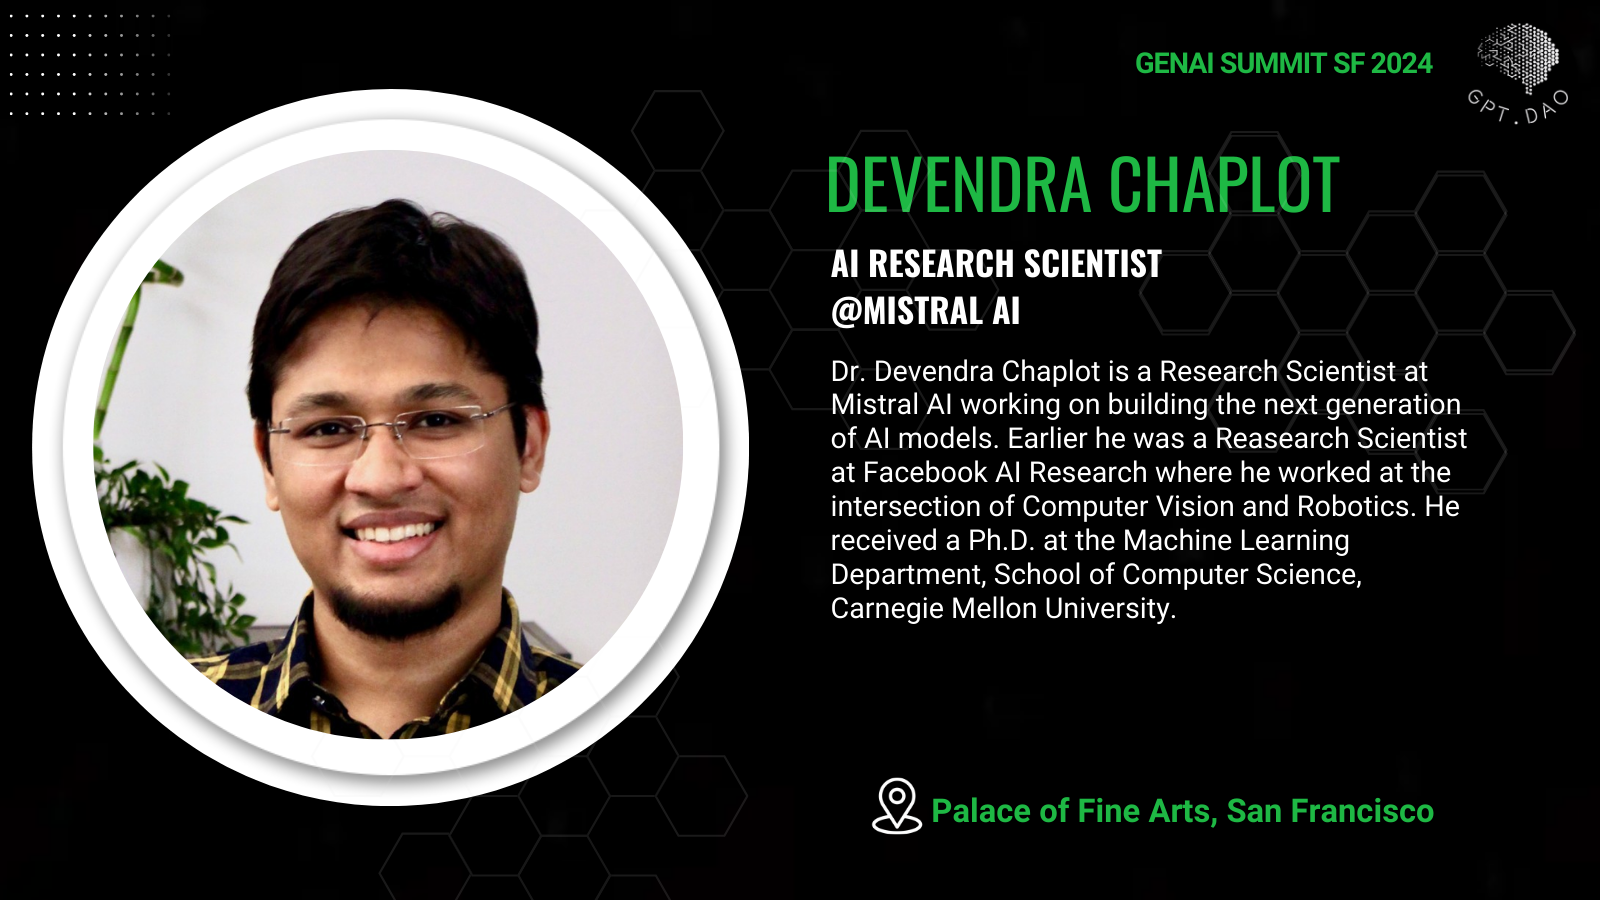 GENAI SUMMIT SF 2024
GPT.DAO
DEVENDRA CHAPLOT
AI RESEARCH SCIENTIST
@MISTRAL AI
Dr. Devendra Chaplot is a Research Scientist at
Mistral AI working on building the next generation
of AI models. Earlier he was a Reasearch Scientist
at Facebook AI Research where he worked at the
intersection of Computer Vision and Robotics. He
received a Ph.D. at the Machine Learning
Department, School of Computer Science,
Carnegie Mellon University.
Palace of Fine Arts, San Francisco